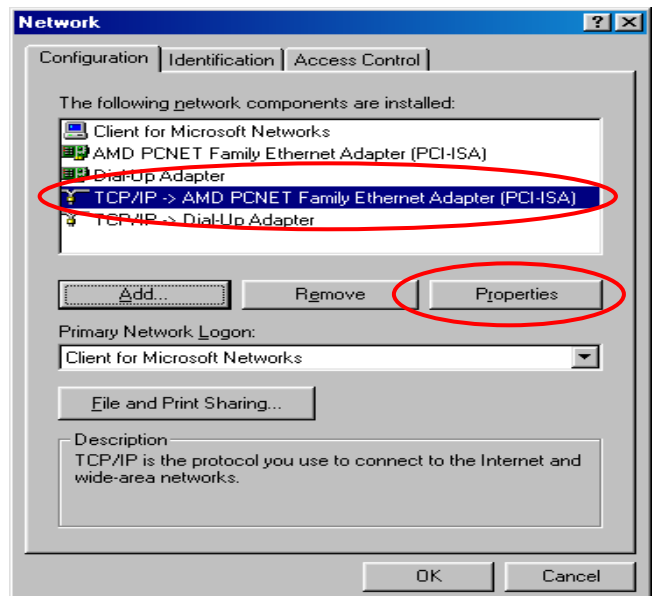 Network
Configuration Identification Access Control
The following network components are installed:
Client for Microsoft Networks
AMD PCNET Family Ethernet Adapter (PCI-ISA)
Dial-Up Adapter
TCP/IP -> AMD PCNET Family Ethernet Adapter (PCI-ISA)
TCP/IP -> Dial-Up Adapter
Add... Remove Properties
Primary Network Logon:
Client for Microsoft Networks
File and Print Sharing...
Description
TCP/IP is the protocol you use to connect to the Internet and
wide-area networks.
OK Cancel